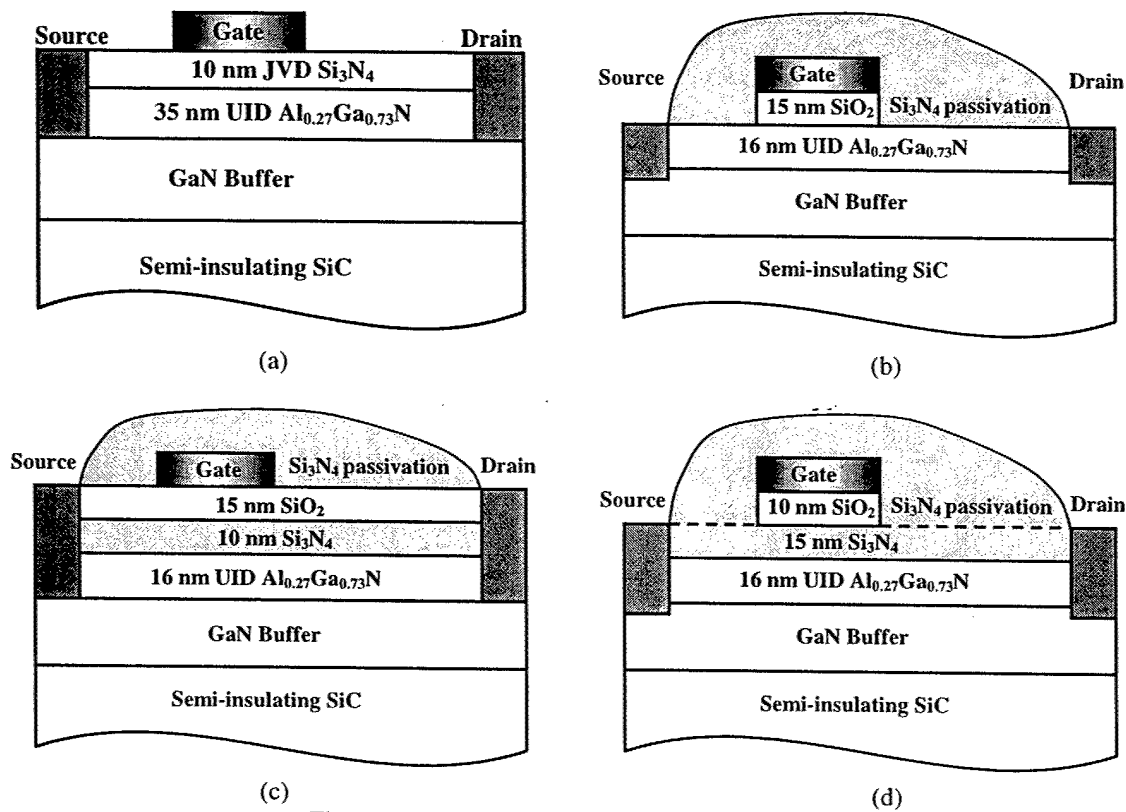 Source Gate Drain
10 nm JVD Si₃N₄
35 nm UID Al₀.₂₇Ga₀.₇₃N
GaN Buffer
Semi-insulating SiC
(a)
Source Gate Drain
15 nm SiO₂ Si₃N₄ passivation
16 nm UID Al₀.₂₇Ga₀.₇₃N
GaN Buffer
Semi-insulating SiC
(b)
Source Gate Si₃N₄ passivation Drain
15 nm SiO₂
10 nm Si₃N₄
16 nm UID Al₀.₂₇Ga₀.₇₃N
GaN Buffer
Semi-insulating SiC
(c)
Source Gate Drain
10 nm SiO₂ Si₃N₄ passivation
15 nm Si₃N₄
16 nm UID Al₀.₂₇Ga₀.₇₃N
GaN Buffer
Semi-insulating SiC
(d)